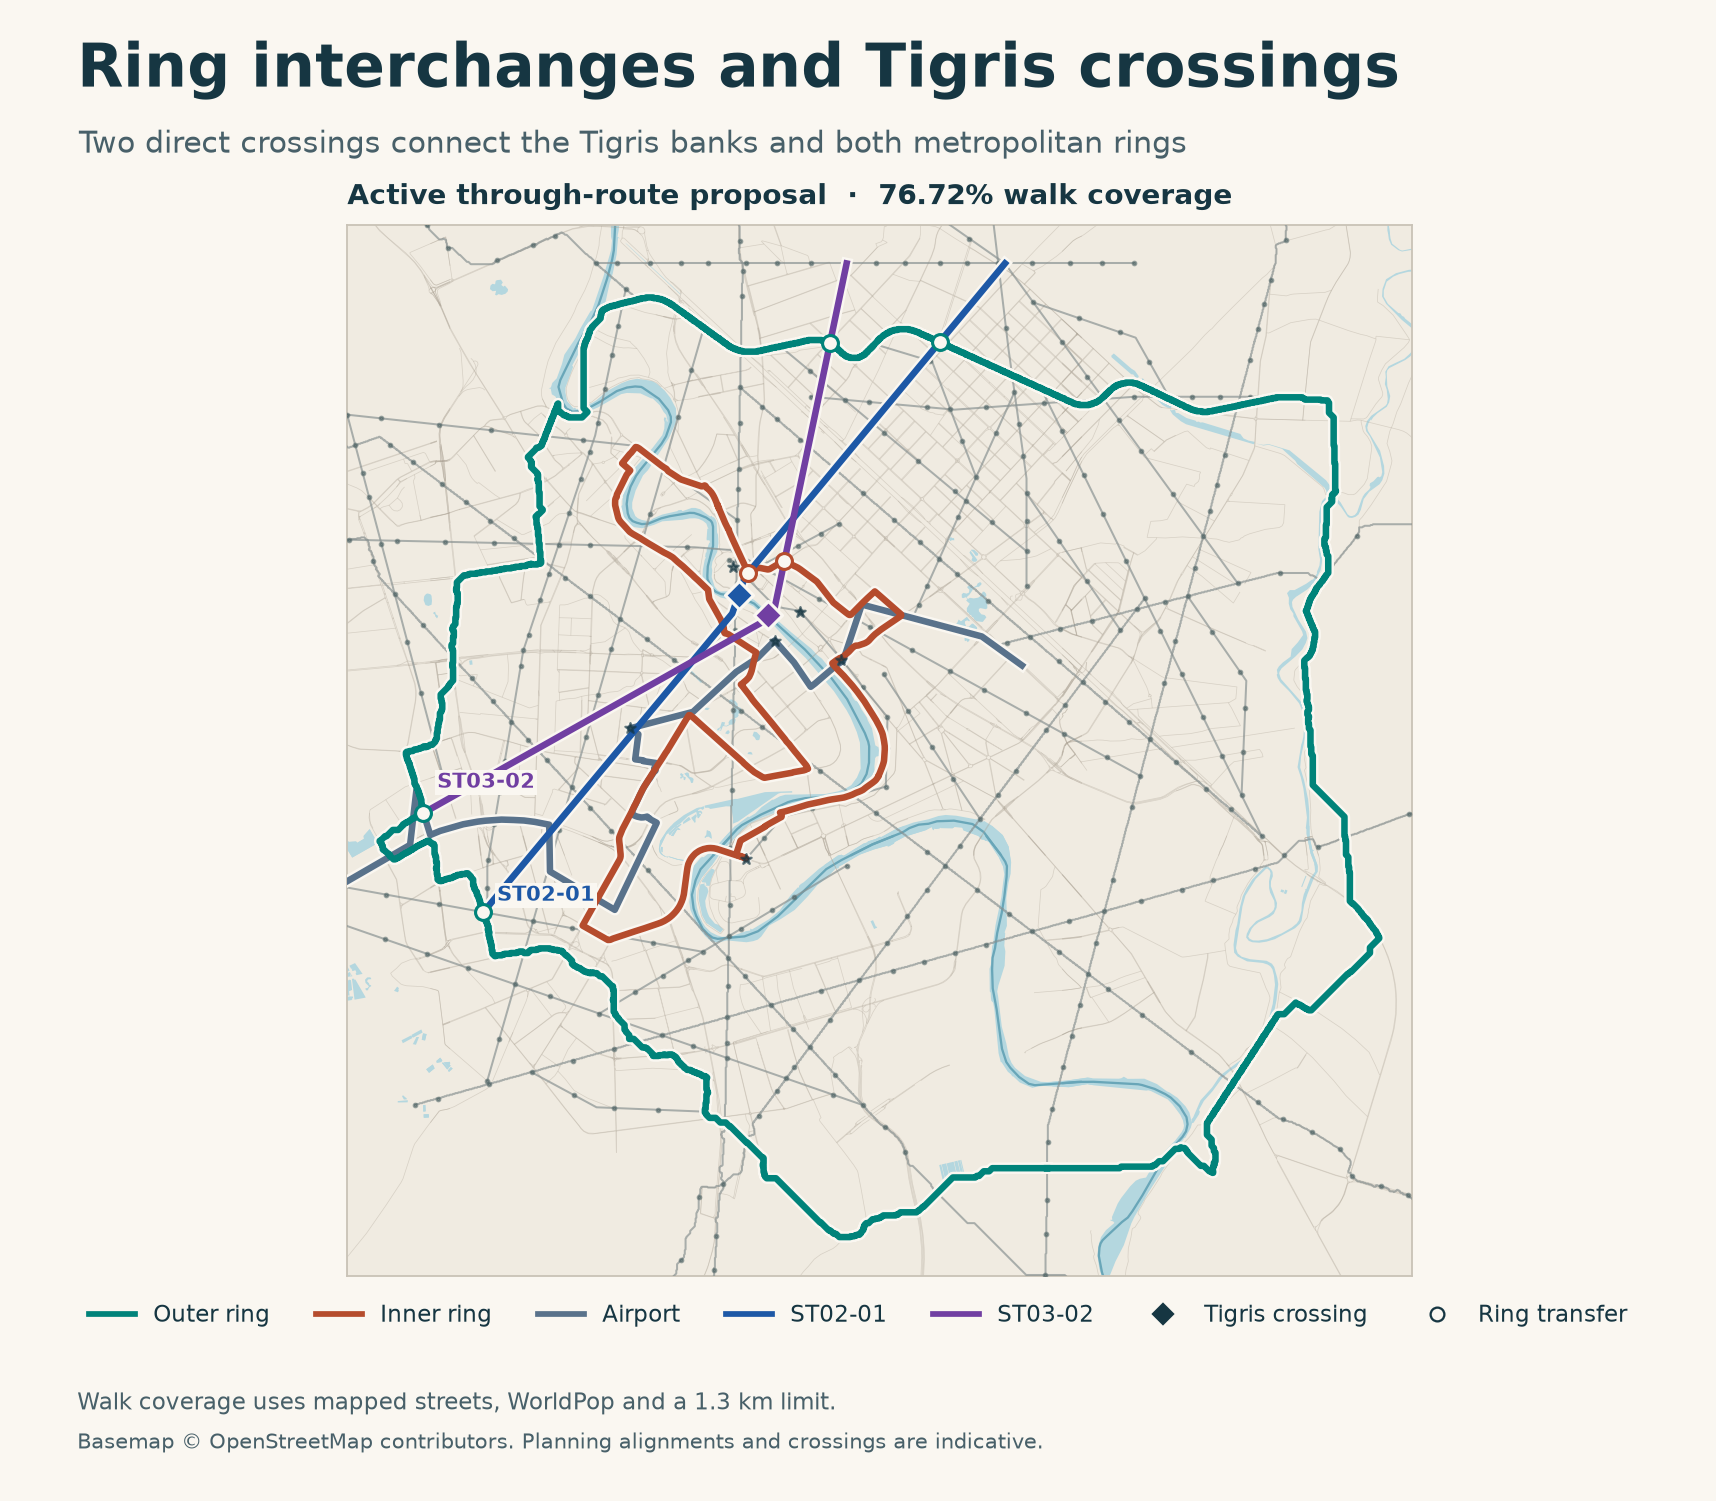 Ring interchanges and Tigris crossings
Two direct crossings connect the Tigris banks and both metropolitan rings
Active through-route proposal · 76.72% walk coverage
ST03-02
ST02-01
Outer ring
Inner ring
Airport
ST02-01
ST03-02
Tigris crossing
Ring transfer
Walk coverage uses mapped streets, WorldPop and a 1.3 km limit.
Basemap © OpenStreetMap contributors. Planning alignments and crossings are indicative.